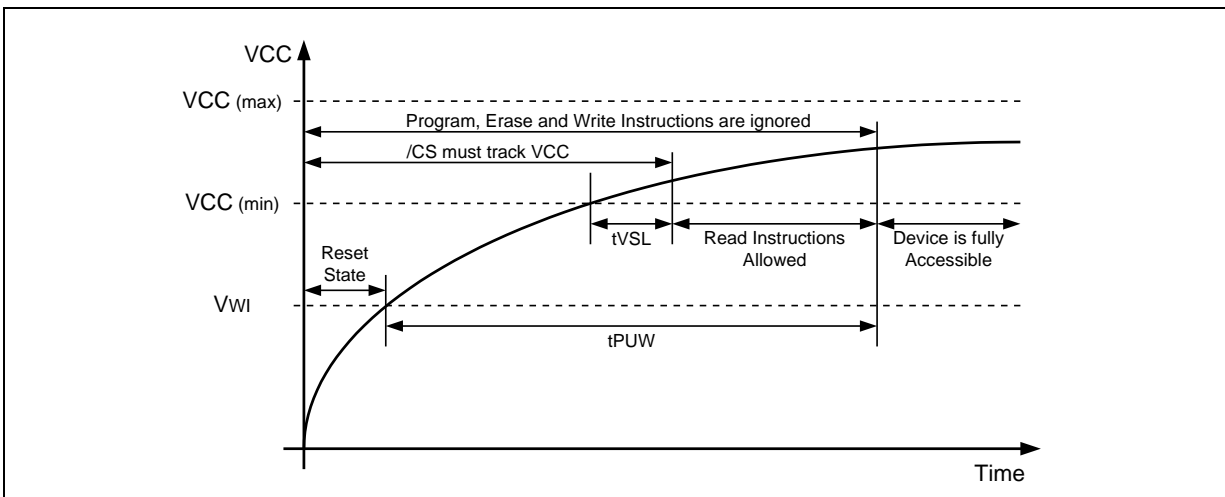 VCC
VCC (max)
Program, Erase and Write Instructions are ignored
/CS must track VCC
VCC (min)
tVSL
Read Instructions
Allowed
Device is fully
Accessible
Reset
State
VWI
tPUW
Time